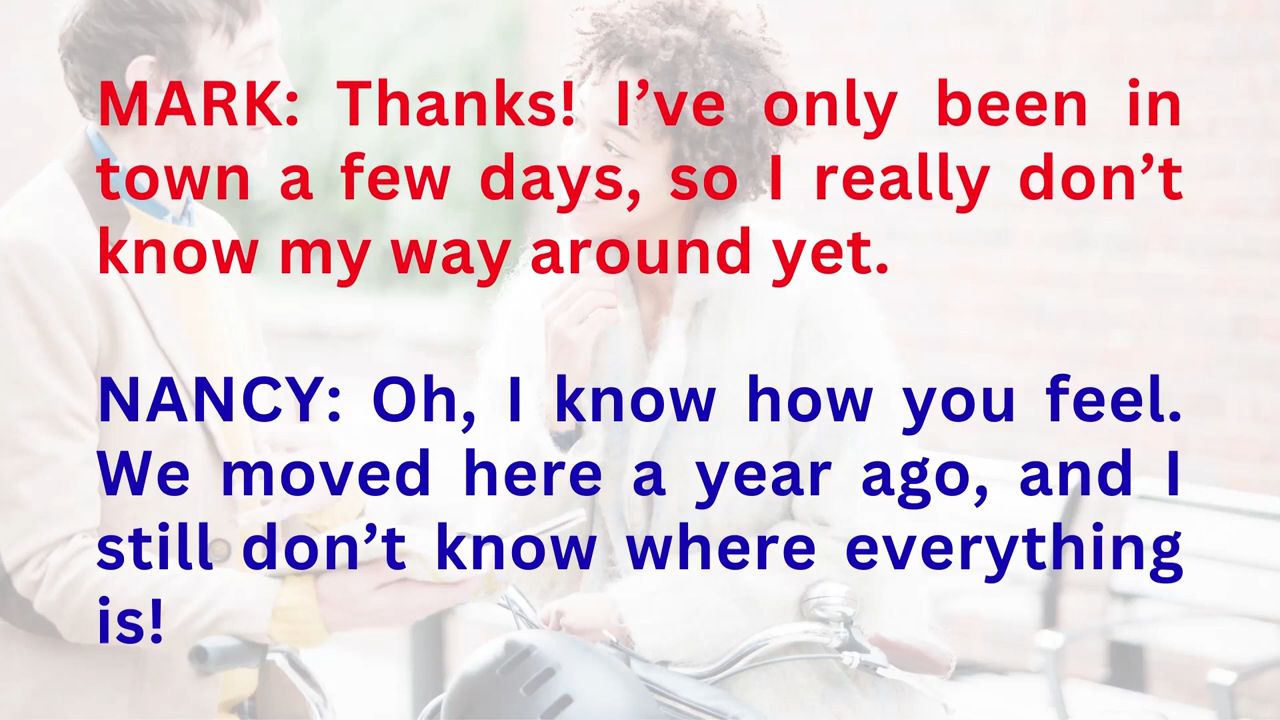 MARK: Thanks! I’ve only been in
town a few days, so I really don’t
know my way around yet.
NANCY: Oh, I know how you feel.
We moved here a year ago, and I
still don’t know where everything
is!